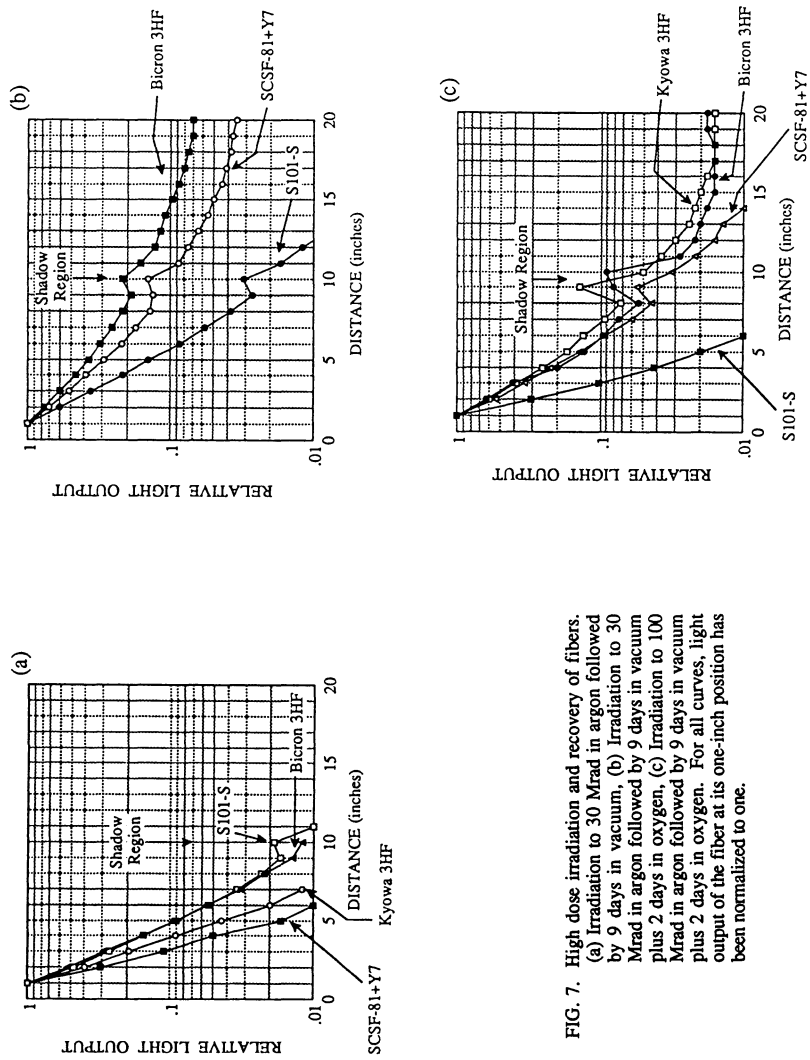 (a)
RELATIVE LIGHT OUTPUT
1
.1
.01
0
5
10
15
20
DISTANCE (inches)
Shadow
Region
S101-S
Bicron 3HF
Kyowa 3HF
SCSF-81+Y7
(b)
RELATIVE LIGHT OUTPUT
1
.1
.01
0
5
10
15
20
DISTANCE (inches)
Shadow
Region
Bicron 3HF
SCSF-81+Y7
S101-S
(c)
RELATIVE LIGHT OUTPUT
1
.1
.01
0
5
10
15
20
DISTANCE (inches)
Shadow Region
Kyowa 3HF
Bicron 3HF
SCSF-81+Y7
S101-S
FIG. 7. High dose irradiation and recovery of fibers.
(a) Irradiation to 30 Mrad in argon followed
by 9 days in vacuum, (b) Irradiation to 30
Mrad in argon followed by 9 days in vacuum
plus 2 days in oxygen, (c) Irradiation to 100
Mrad in argon followed by 9 days in vacuum
plus 2 days in oxygen. For all curves, light
output of the fiber at its one-inch position has
been normalized to one.